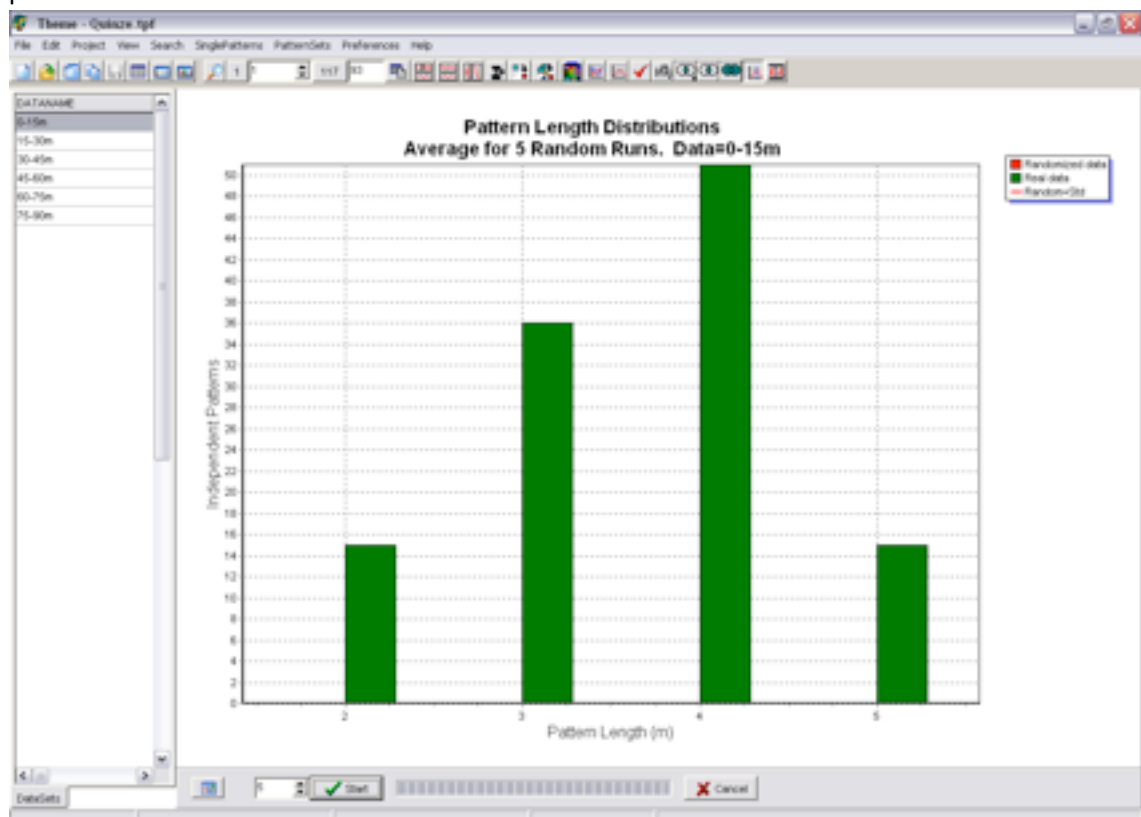 Theme - Quinze.tpf
File Edit Project View Search SinglePatterns PatternSets Preferences Help
1
117
DATANAME
0-15m
15-30m
30-45m
45-60m
60-75m
75-90m
Pattern Length Distributions
Average for 5 Random Runs. Data=0-15m
Randomized data
Real data
Random+Std
Independent Patterns
50
48
46
44
42
40
38
36
34
32
30
28
26
24
22
20
18
16
14
12
10
8
6
4
2
0
2 3 4 5
Pattern Length (m)
Start
Cancel
DataSets